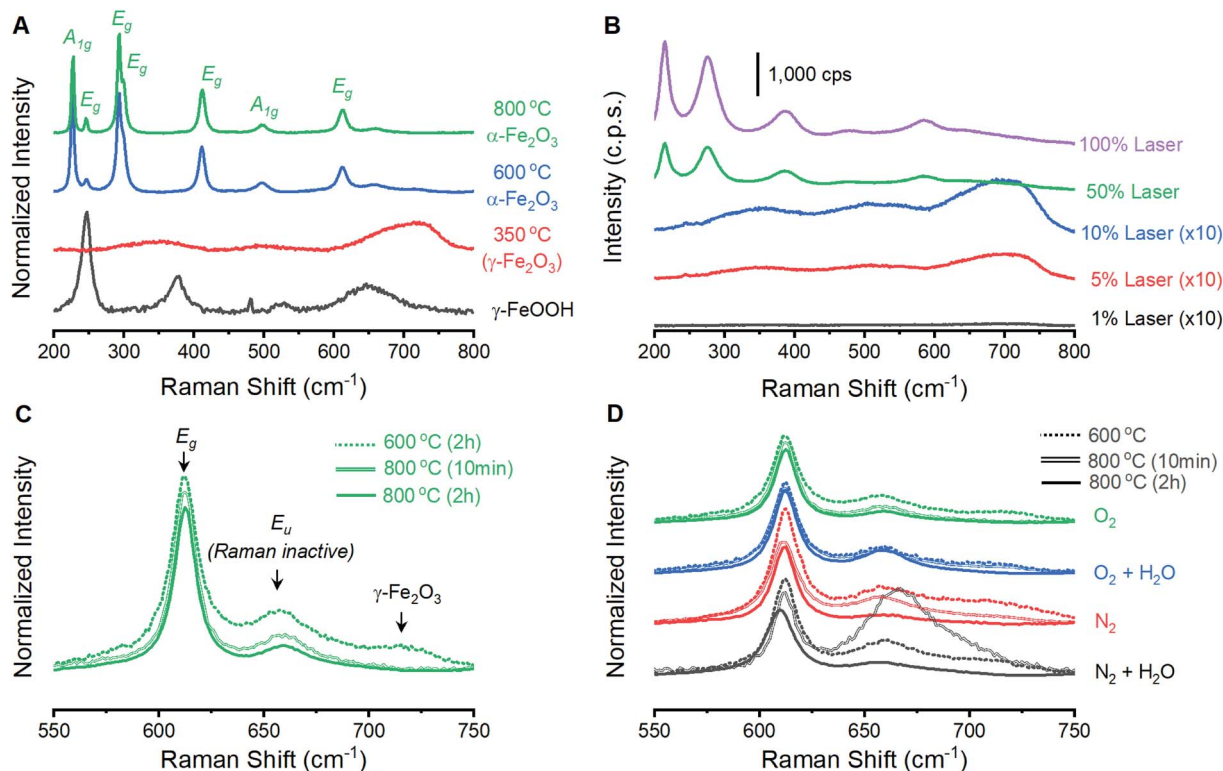 A
A1g
Eg
Eg
Eg
Eg
A1g
Eg
800 °C
α-Fe2O3
600 °C
α-Fe2O3
350 °C
(γ-Fe2O3)
γ-FeOOH
Normalized Intensity
200 300 400 500 600 700 800
Raman Shift (cm-1)
B
1,000 cps
100% Laser
50% Laser
10% Laser (x10)
5% Laser (x10)
1% Laser (x10)
Intensity (c.p.s.)
200 300 400 500 600 700 800
Raman Shift (cm-1)
C
Eg
Eu
(Raman inactive)
γ-Fe2O3
600 °C (2h)
800 °C (10min)
800 °C (2h)
Normalized Intensity
550 600 650 700 750
Raman Shift (cm-1)
D
600 °C
800 °C (10min)
800 °C (2h)
O2
O2 + H2O
N2
N2 + H2O
Normalized Intensity
550 600 650 700 750
Raman Shift (cm-1)